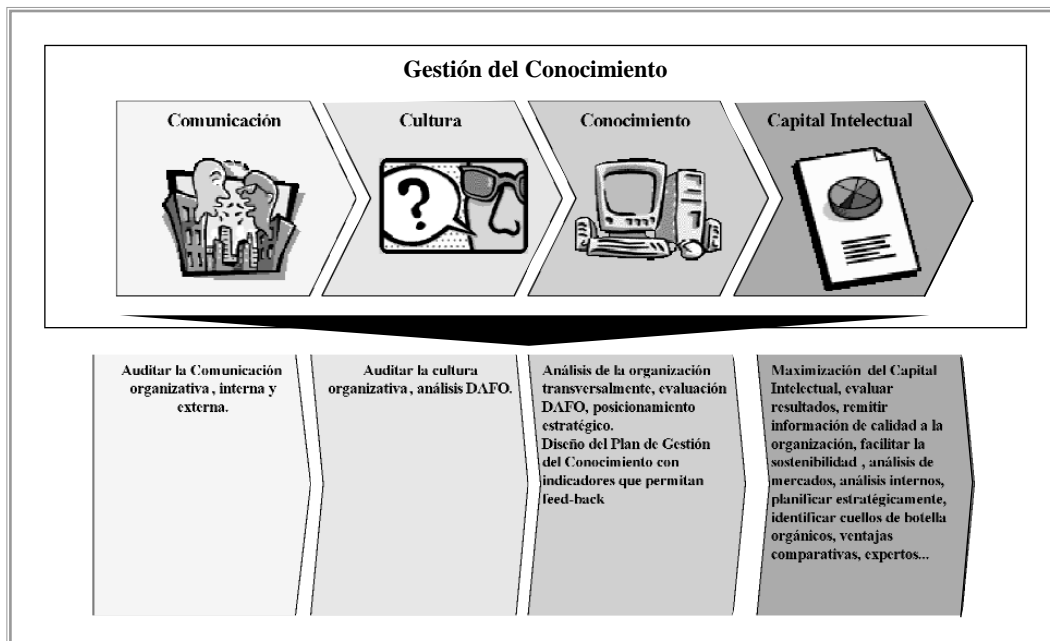 Gestión del Conocimiento
Comunicación
Cultura
Conocimiento
Capital Intelectual
?
Auditar la Comunicación
organizativa , interna y
externa.
Auditar la cultura
organizativa , análisis DAFO.
Análisis de la organización
transversalmente, evaluación
DAFO, posicionamiento
estratégico.
Diseño del Plan de Gestión
del Conocimiento con
indicadores que permitan
feed-back
Maximización del Capital
Intelectual, evaluar
resultados, remitir
información de calidad a la
organización, facilitar la
sostenibilidad , análisis de
mercados, análisis internos,
planificar estratégicamente,
identificar cuellos de botella
orgánicos, ventajas
comparativas, expertos...